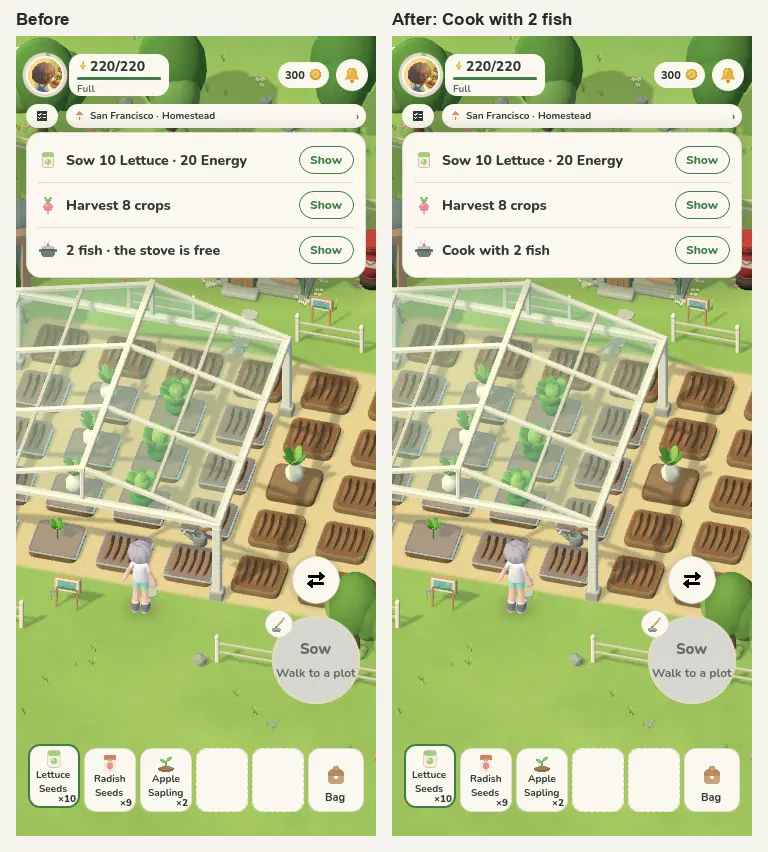 Before
220/220
Full
300
San Francisco · Homestead
Sow 10 Lettuce · 20 Energy
Show
Harvest 8 crops
Show
2 fish · the stove is free
Show
Sow
Walk to a plot
Lettuce
Seeds
×10
Radish
Seeds
×9
Apple
Sapling
×2
Bag
After: Cook with 2 fish
220/220
Full
300
San Francisco · Homestead
Sow 10 Lettuce · 20 Energy
Show
Harvest 8 crops
Show
Cook with 2 fish
Show
Sow
Walk to a plot
Lettuce
Seeds
×10
Radish
Seeds
×9
Apple
Sapling
×2
Bag